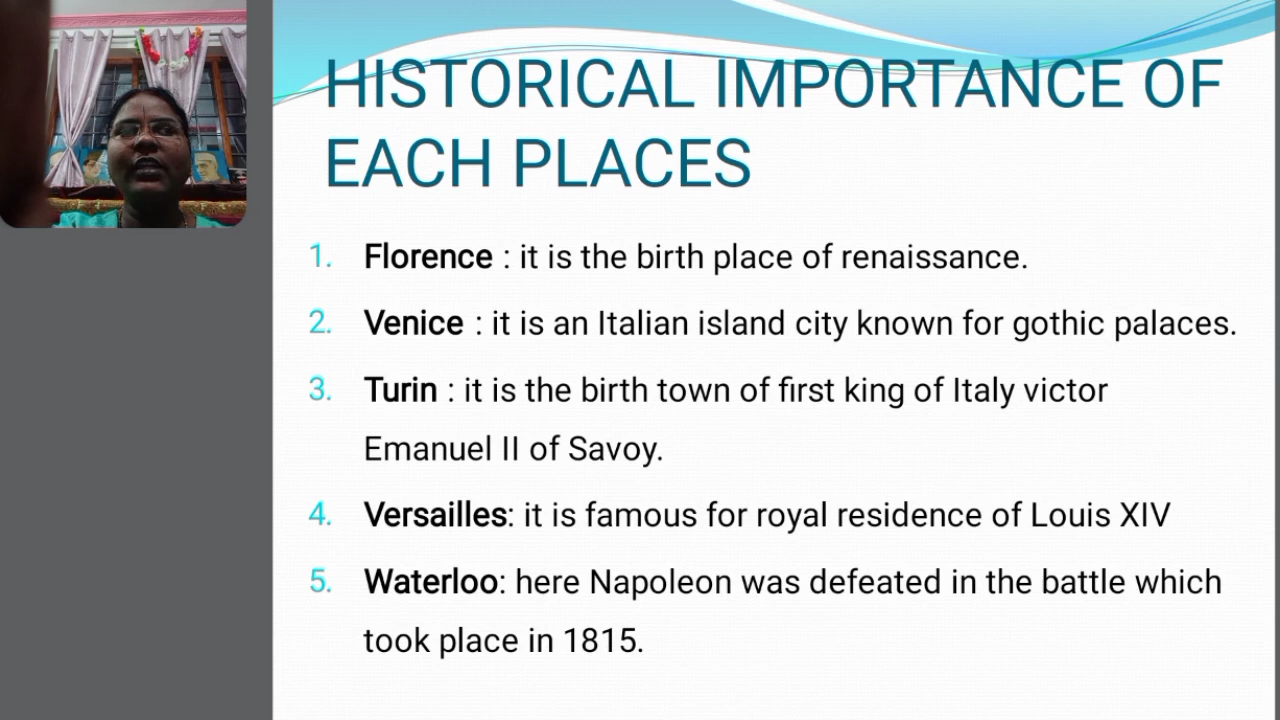 HISTORICAL IMPORTANCE OF
EACH PLACES
1. Florence : it is the birth place of renaissance.
2. Venice : it is an Italian island city known for gothic palaces.
3. Turin : it is the birth town of first king of Italy victor
Emanuel II of Savoy.
4. Versailles: it is famous for royal residence of Louis XIV
5. Waterloo: here Napoleon was defeated in the battle which
took place in 1815.